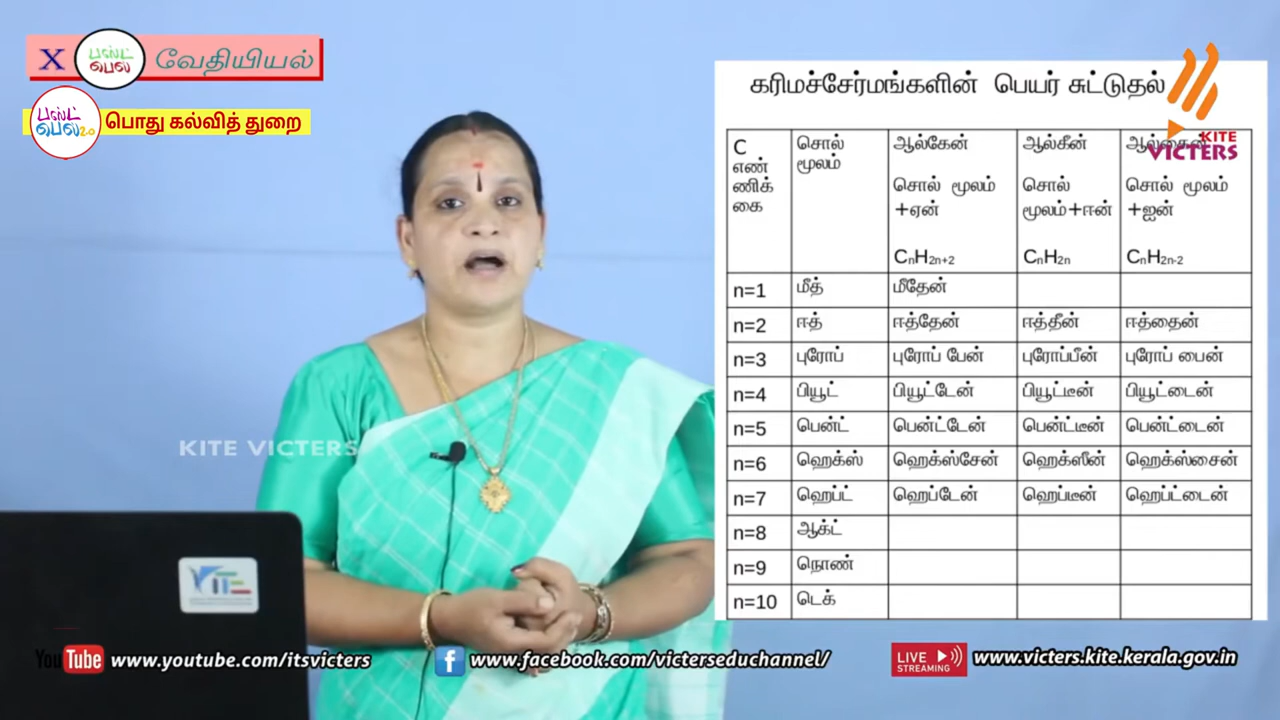 X
பஸ்ட்
பெல்
வேதியியல்
பஸ்ட்
பெல்2.0
பொது கல்வித் துறை
கரிமச்சேர்மங்களின் பெயர் சுட்டுதல்
KITE
VICTERS
C எண்ணிக்கை
சொல் மூலம்
ஆல்கேன்
சொல் மூலம் +ஏன்
CnH2n+2
ஆல்கீன்
சொல் மூலம்+ஈன்
CnH2n
ஆல்கைன்
சொல் மூலம் +ஐன்
CnH2n-2
n=1 மீத் மீதேன்
n=2 ஈத் ஈத்தேன் ஈத்தீன் ஈத்தைன்
n=3 புரோப் புரோப் பேன் புரோப்பீன் புரோப் பைன்
n=4 பியூட் பியூட்டேன் பியூட்டீன் பியூட்டைன்
n=5 பென்ட் பென்ட்டேன் பென்ட்டீன் பென்ட்டைன்
n=6 ஹெக்ஸ் ஹெக்ஸ்சேன் ஹெக்ஸீன் ஹெக்ஸ்சைன்
n=7 ஹெப்ட் ஹெப்டேன் ஹெப்டீன் ஹெப்ட்டைன்
n=8 ஆக்ட்
n=9 நொண்
n=10 டெக்
KITE VICTERS
YouTube www.youtube.com/itsvicters
f www.facebook.com/victerseduchannel/
LIVE STREAMING www.victers.kite.kerala.gov.in